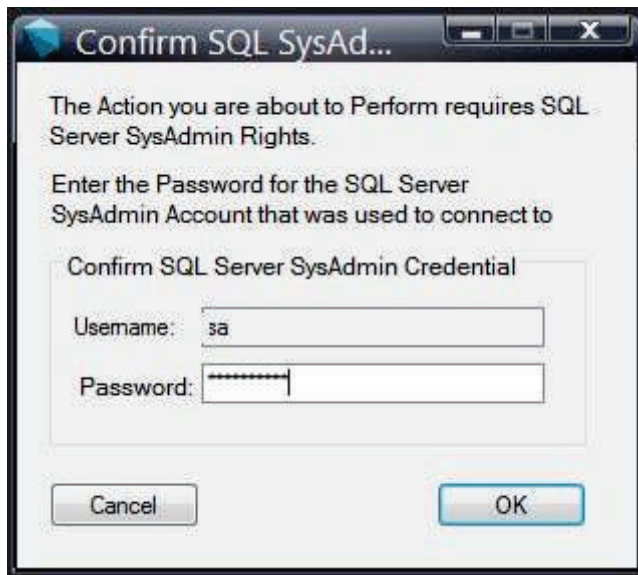 Confirm SQL SysAd...
The Action you are about to Perform requires SQL
Server SysAdmin Rights.
Enter the Password for the SQL Server
SysAdmin Account that was used to connect to
Confirm SQL Server SysAdmin Credential
Username: sa
Password: **********
Cancel OK